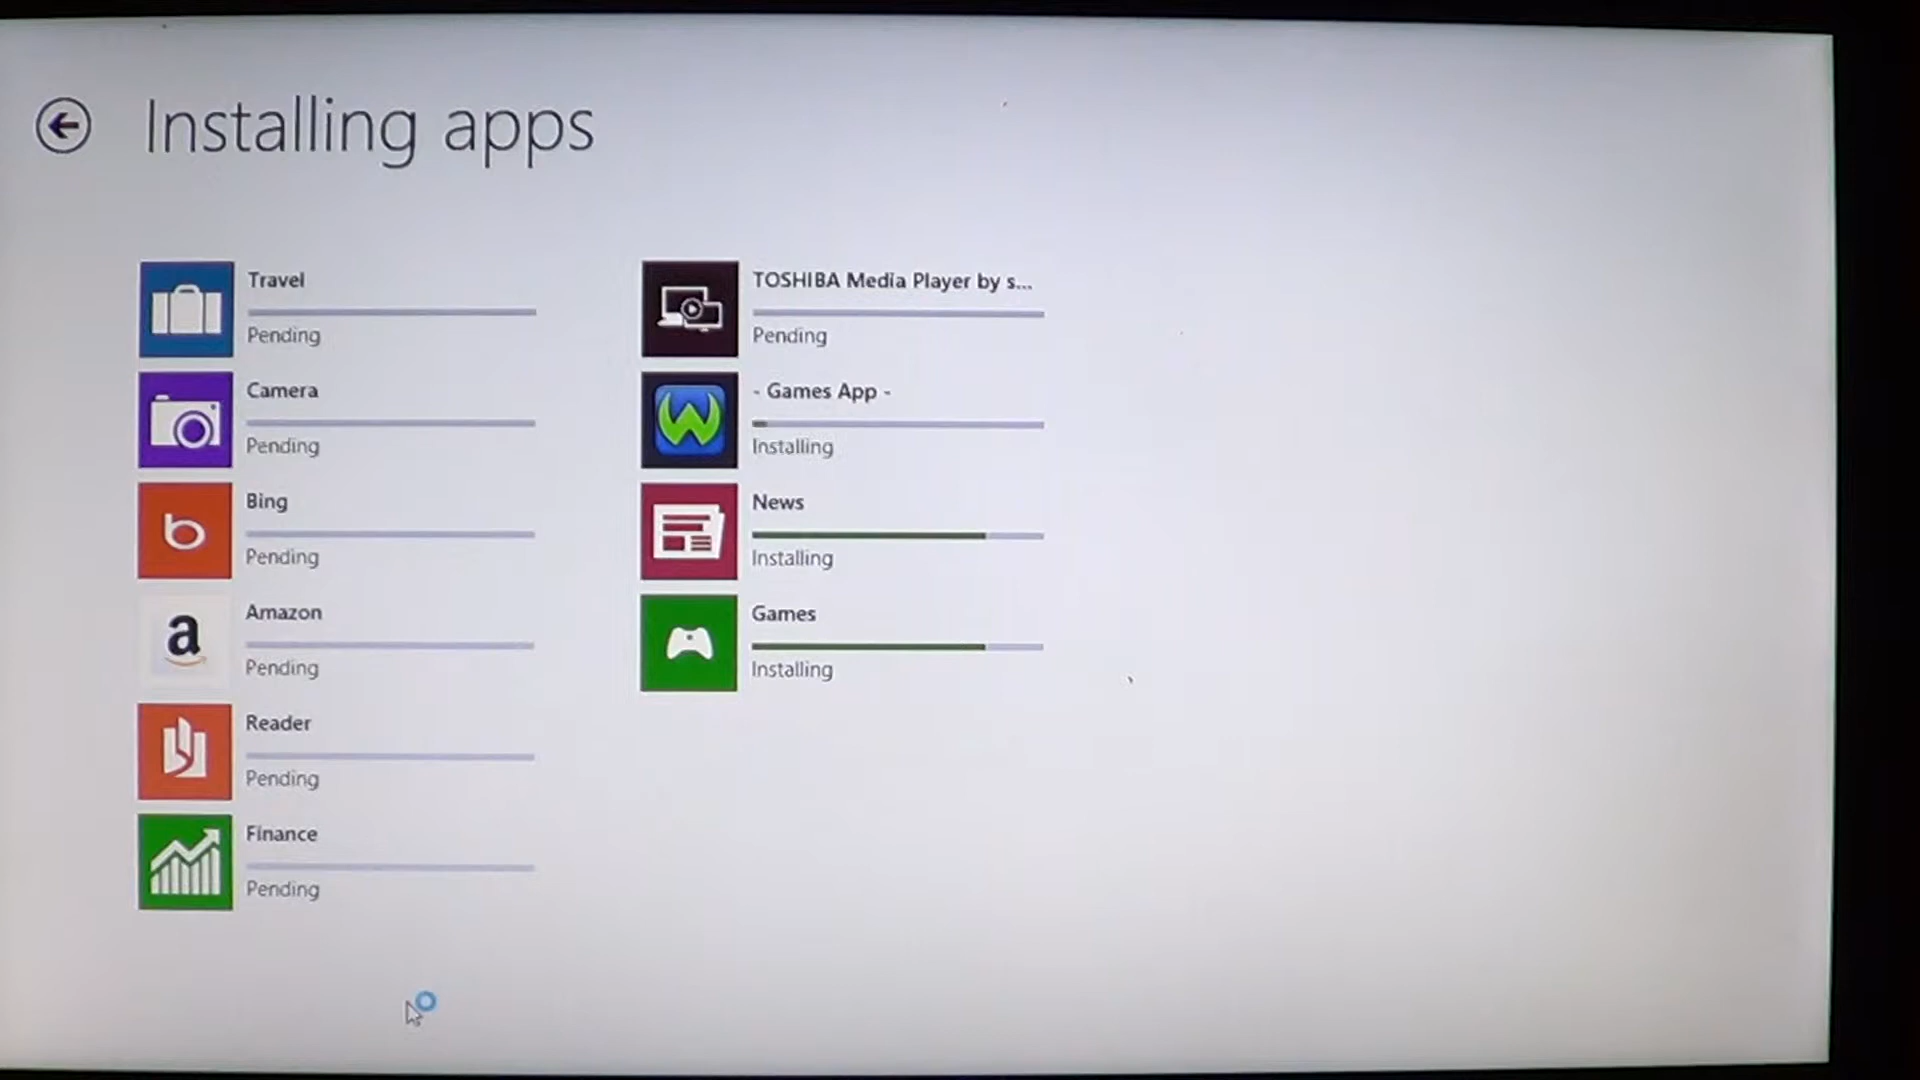 Installing apps
Travel
Pending
Camera
Pending
Bing
Pending
Amazon
Pending
Reader
Pending
Finance
Pending
TOSHIBA Media Player by s...
Pending
- Games App -
Installing
News
Installing
Games
Installing